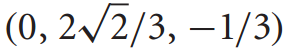 (0, 2√2/3, −1/3)